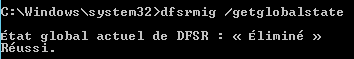 C:\Windows\system32>dfsrmig /getglobalstate
État global actuel de DFSR : « Éliminé »
Réussi.